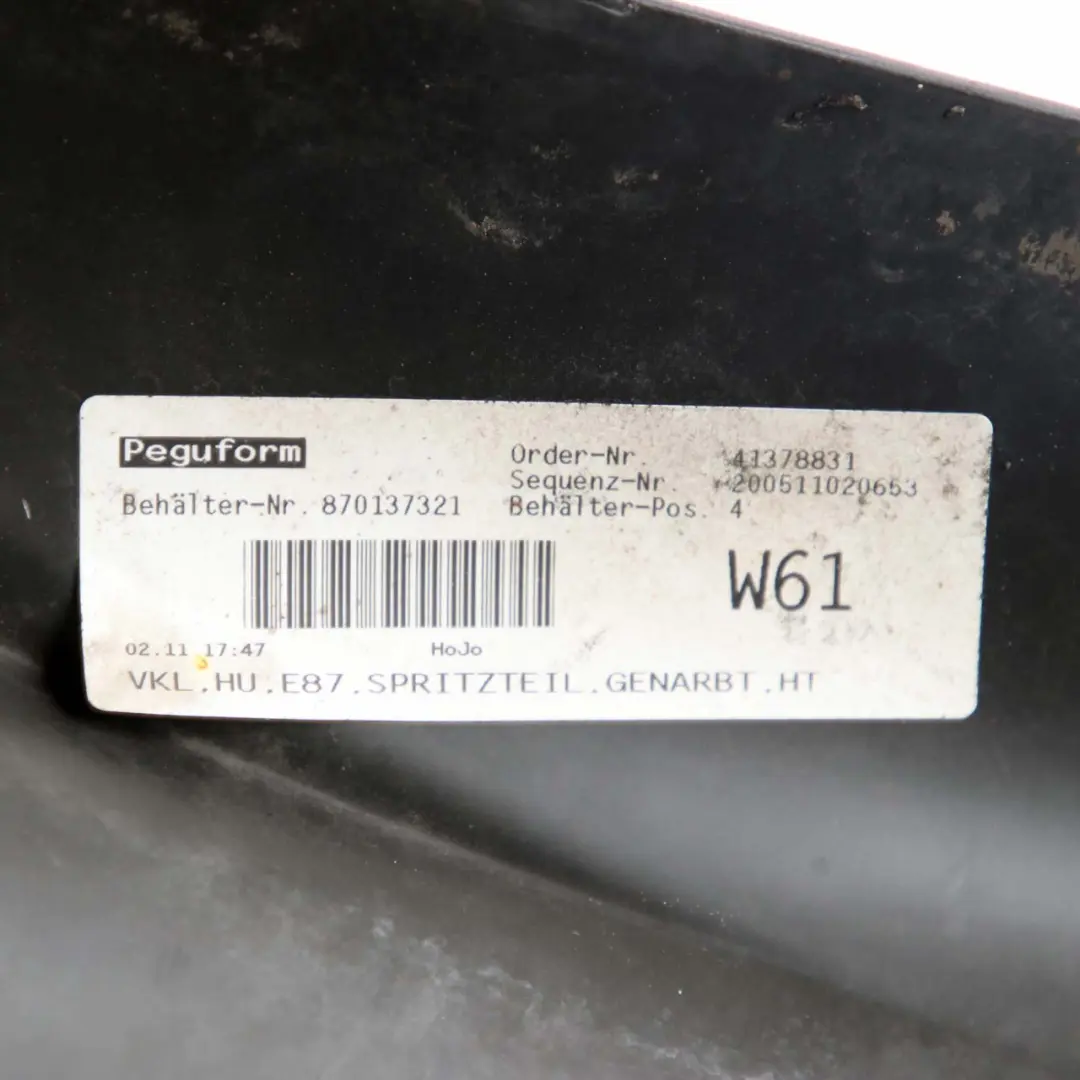 Peguform
Order-Nr. 41378831
Sequenz-Nr. 200511020653
Behälter-Nr. 870137321 Behälter-Pos. 4
W61
02.11 17:47 HoJo
VKL.HU.E87.SPRITZTEIL.GENARBT.HT